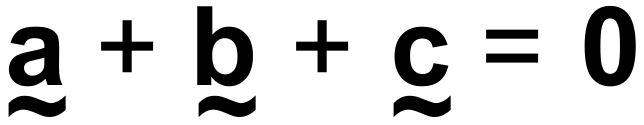 a̰ + b̰ + c̰ = 0